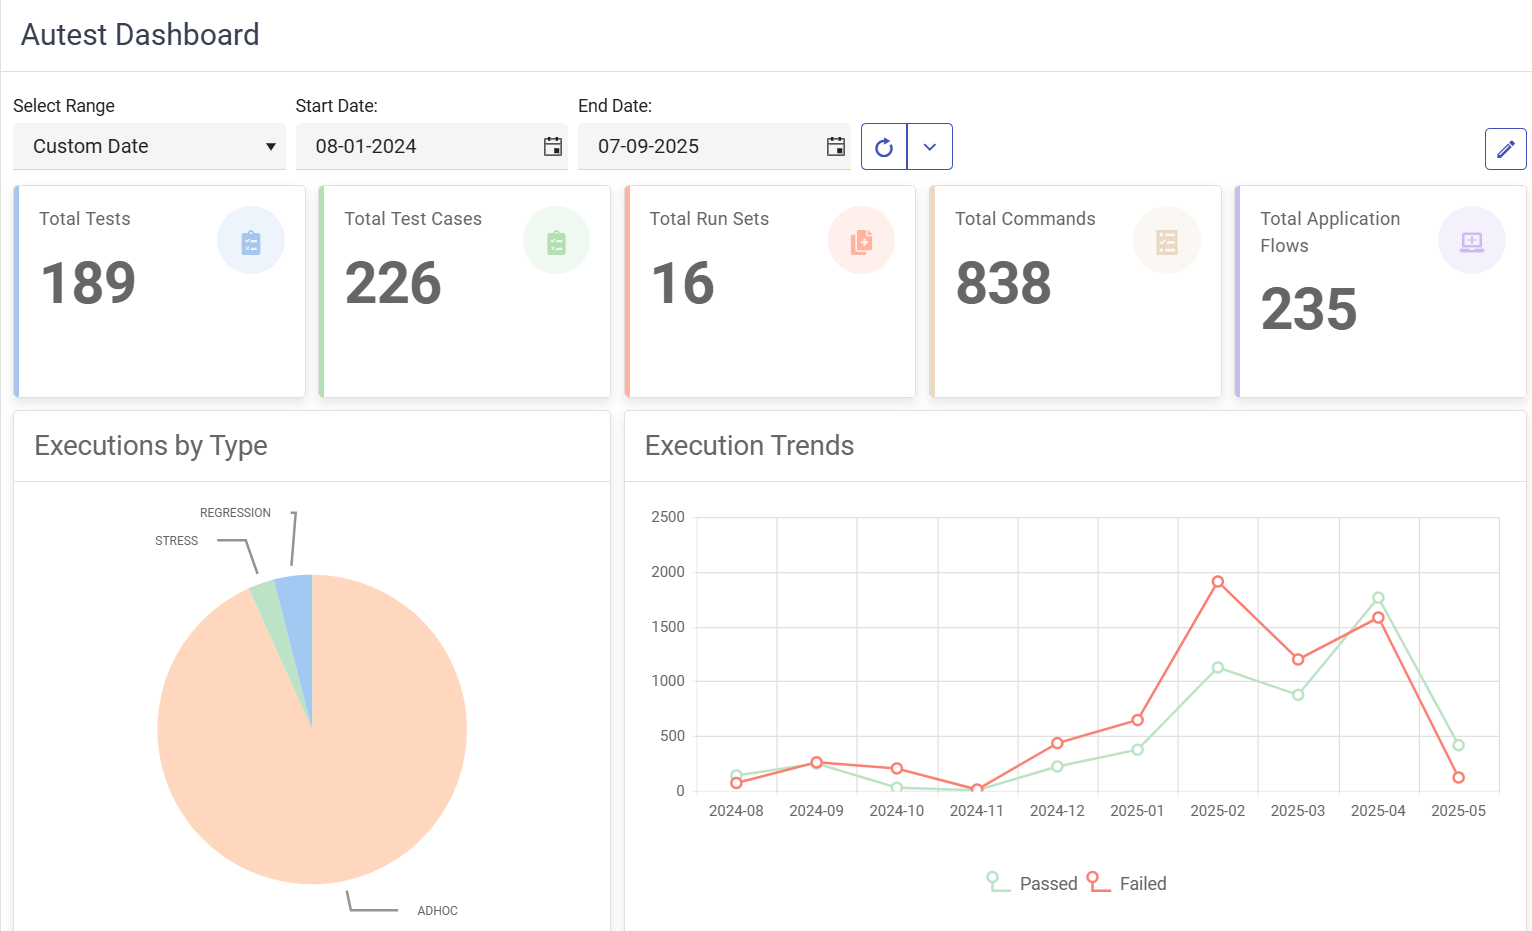 Autest Dashboard
Select Range
Start Date:
End Date:
Custom Date
08-01-2024
07-09-2025
Total Tests
189
Total Test Cases
226
Total Run Sets
16
Total Commands
838
Total Application
Flows
235
Executions by Type
REGRESSION
STRESS
ADHOC
Execution Trends
2500
2000
1500
1000
500
0
2024-08
2024-09
2024-10
2024-11
2024-12
2025-01
2025-02
2025-03
2025-04
2025-05
Passed
Failed